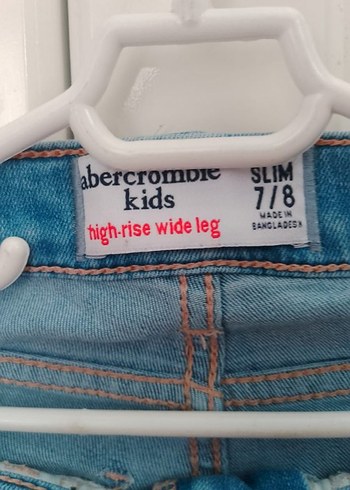 abercrombie
kids
high-rise wide leg
SLIM
7/8
MADE IN
BANGLADESH